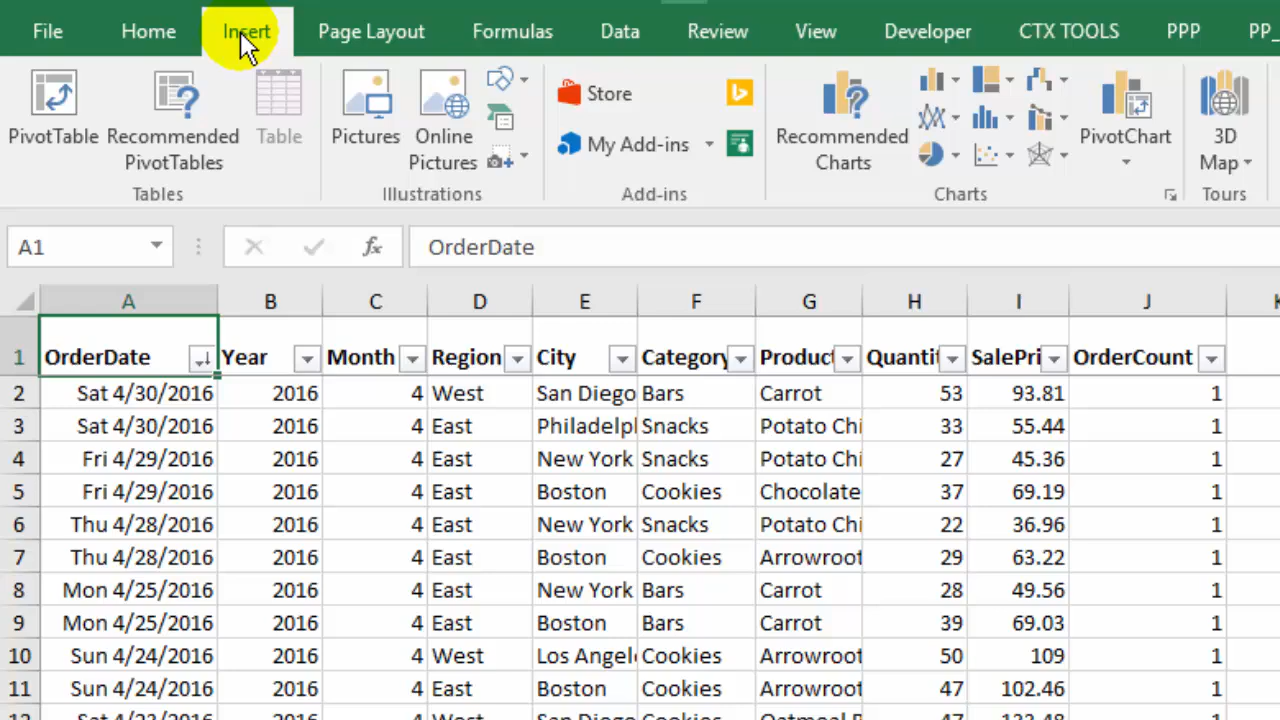 File Home Insert Page Layout Formulas Data Review View Developer CTX TOOLS PPP PP_
PivotTable Recommended PivotTables Table Pictures Online Pictures Store My Add-ins Recommended Charts PivotChart 3D Map
Tables Illustrations Add-ins Charts Tours
A1 fx OrderDate
A B C D E F G H I J K
1 OrderDate Year Month Region City Category Product Quantit SalePri OrderCount
2 Sat 4/30/2016 2016 4 West San Diego Bars Carrot 53 93.81 1
3 Sat 4/30/2016 2016 4 East Philadelpl Snacks Potato Chi 33 55.44 1
4 Fri 4/29/2016 2016 4 East New York Snacks Potato Chi 27 45.36 1
5 Fri 4/29/2016 2016 4 East Boston Cookies Chocolate 37 69.19 1
6 Thu 4/28/2016 2016 4 East New York Snacks Potato Chi 22 36.96 1
7 Thu 4/28/2016 2016 4 East Boston Cookies Arrowroot 29 63.22 1
8 Mon 4/25/2016 2016 4 East New York Bars Carrot 28 49.56 1
9 Mon 4/25/2016 2016 4 East Boston Bars Carrot 39 69.03 1
10 Sun 4/24/2016 2016 4 West Los Angel Cookies Arrowroot 50 109 1
11 Sun 4/24/2016 2016 4 East Boston Cookies Arrowroot 47 102.46 1